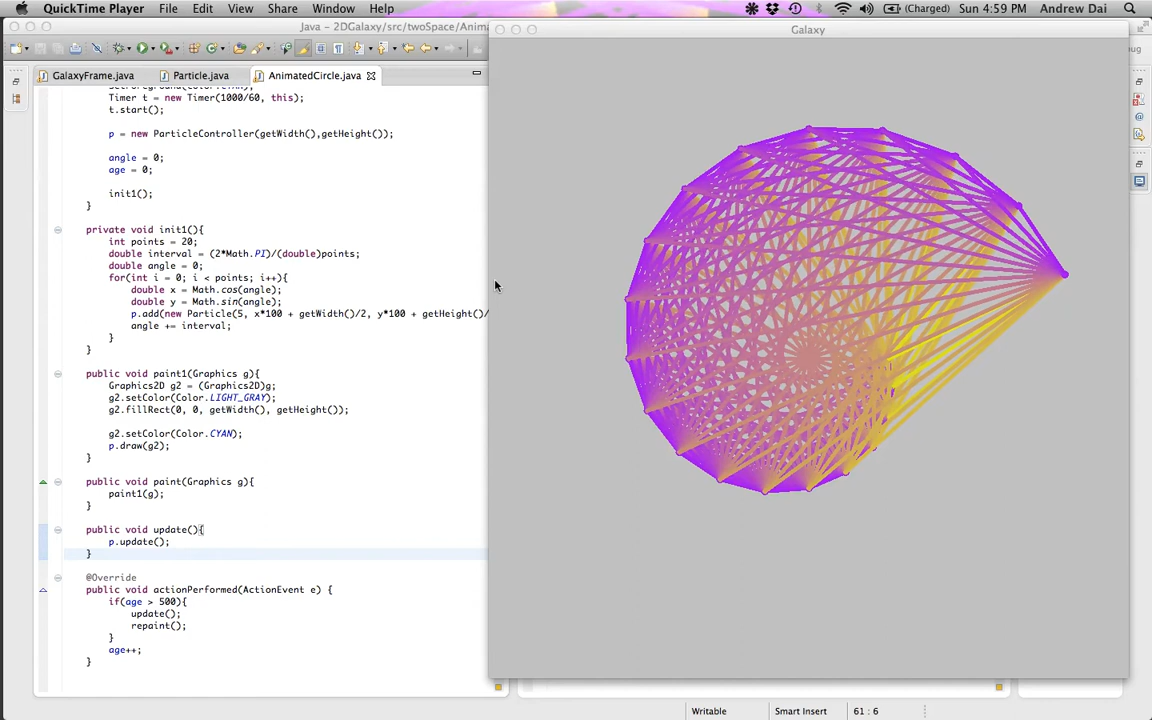 QuickTime Player File Edit View Share Window Help (Charged) Sun 4:59 PM Andrew Dai
Java - 2DGalaxy/src/twoSpace/Anima
Galaxy
GalaxyFrame.java Particle.java AnimatedCircle.java
Timer t = new Timer(1000/60, this);
t.start();
p = new ParticleController(getWidth(),getHeight());
angle = 0;
age = 0;
init1();
}
private void init1(){
int points = 20;
double interval = (2*Math.PI)/(double)points;
double angle = 0;
for(int i = 0; i < points; i++){
double x = Math.cos(angle);
double y = Math.sin(angle);
p.add(new Particle(5, x*100 + getWidth()/2, y*100 + getHeight()/
angle += interval;
}
}
public void paint1(Graphics g){
Graphics2D g2 = (Graphics2D)g;
g2.setColor(Color.LIGHT_GRAY);
g2.fillRect(0, 0, getWidth(), getHeight());
g2.setColor(Color.CYAN);
p.draw(g2);
}
public void paint(Graphics g){
paint1(g);
}
public void update(){
p.update();
}
@Override
public void actionPerformed(ActionEvent e) {
if(age > 500){
update();
repaint();
}
age++;
}
Writable Smart Insert 61 : 6